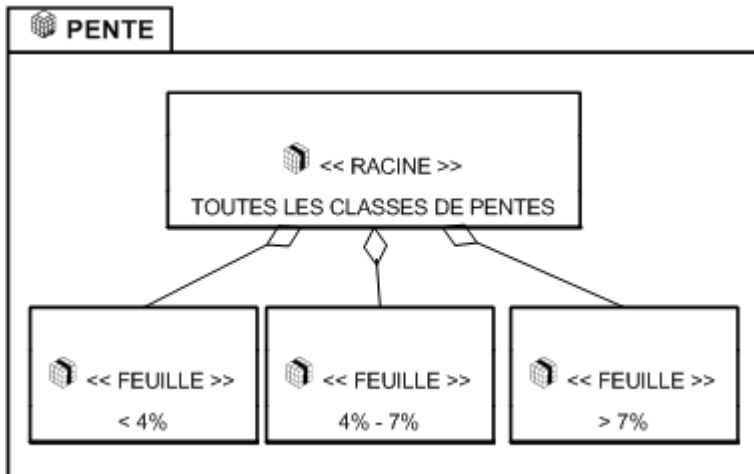 PENTE
<< RACINE >>
TOUTES LES CLASSES DE PENTES
<< FEUILLE >>
< 4%
<< FEUILLE >>
4% - 7%
<< FEUILLE >>
> 7%